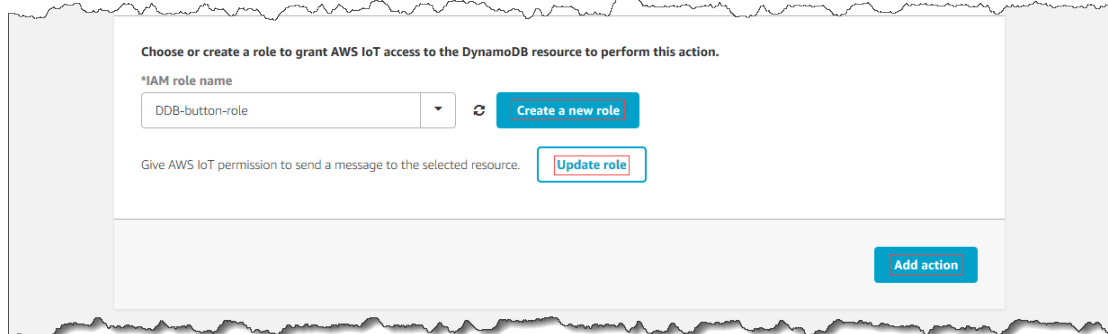 Choose or create a role to grant AWS IoT access to the DynamoDB resource to perform this action.
*IAM role name
DDB-button-role
Create a new role
Give AWS IoT permission to send a message to the selected resource.
Update role
Add action